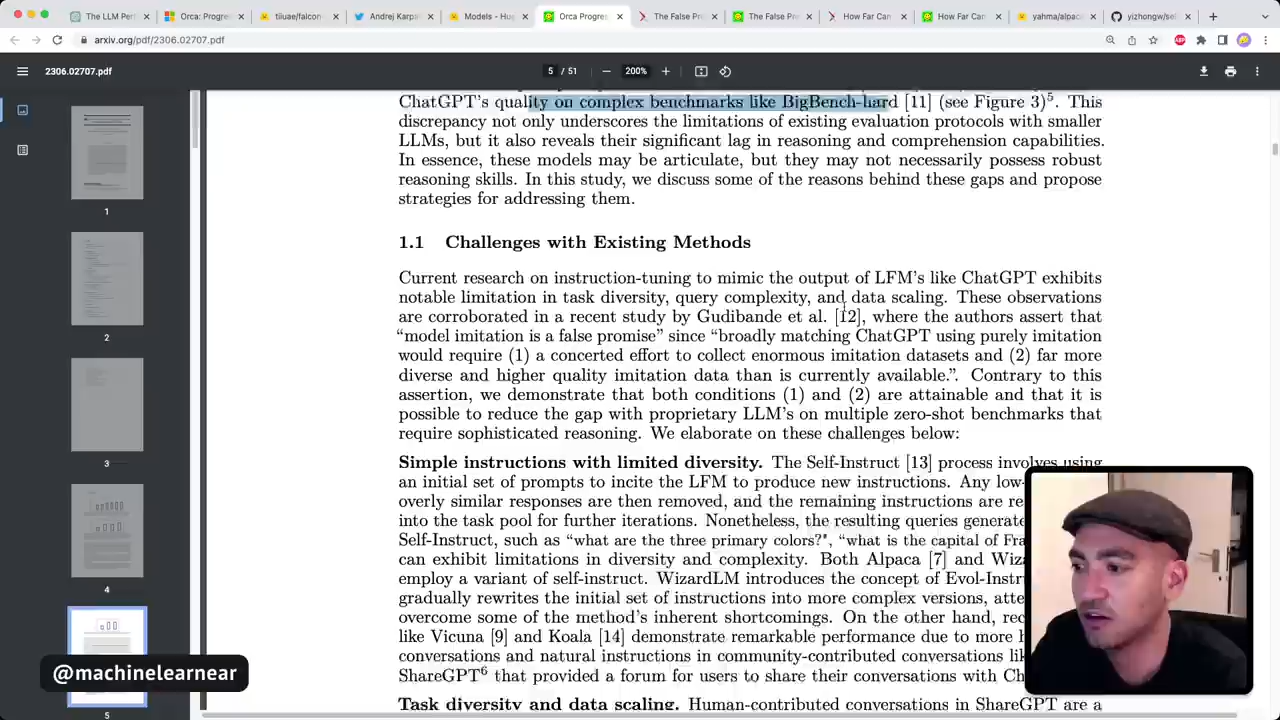 The LLM Perf
Orca: Progres
tiiuae/falcon
Andrej Karpa
Models - Hug
Orca Progres
The False Pr
The False Pr
How Far Can
How Far Can
yahma/alpac
yizhongw/sel
arxiv.org/pdf/2306.02707.pdf
ABP
2306.02707.pdf
5 / 51
200%
ChatGPT's quality on complex benchmarks like BigBench-hard [11] (see Figure 3)⁵. This
discrepancy not only underscores the limitations of existing evaluation protocols with smaller
LLMs, but it also reveals their significant lag in reasoning and comprehension capabilities.
In essence, these models may be articulate, but they may not necessarily possess robust
reasoning skills. In this study, we discuss some of the reasons behind these gaps and propose
strategies for addressing them.
1.1 Challenges with Existing Methods
Current research on instruction-tuning to mimic the output of LFM's like ChatGPT exhibits
notable limitation in task diversity, query complexity, and data scaling. These observations
are corroborated in a recent study by Gudibande et al. [12], where the authors assert that
“model imitation is a false promise” since “broadly matching ChatGPT using purely imitation
would require (1) a concerted effort to collect enormous imitation datasets and (2) far more
diverse and higher quality imitation data than is currently available.”. Contrary to this
assertion, we demonstrate that both conditions (1) and (2) are attainable and that it is
possible to reduce the gap with proprietary LLM's on multiple zero-shot benchmarks that
require sophisticated reasoning. We elaborate on these challenges below:
Simple instructions with limited diversity. The Self-Instruct [13] process involves using
an initial set of prompts to incite the LFM to produce new instructions. Any low-
overly similar responses are then removed, and the remaining instructions are re
into the task pool for further iterations. Nonetheless, the resulting queries generate
Self-Instruct, such as “what are the three primary colors?", “what is the capital of Fra
can exhibit limitations in diversity and complexity. Both Alpaca [7] and Wiz
employ a variant of self-instruct. WizardLM introduces the concept of Evol-Instr
gradually rewrites the initial set of instructions into more complex versions, atte
overcome some of the method's inherent shortcomings. On the other hand, rec
like Vicuna [9] and Koala [14] demonstrate remarkable performance due to more h
conversations and natural instructions in community-contributed conversations li
ShareGPT⁶ that provided a forum for users to share their conversations with Ch
Task diversity and data scaling. Human-contributed conversations in ShareGPT are a
1
2
3
4
5
@machinelearnear